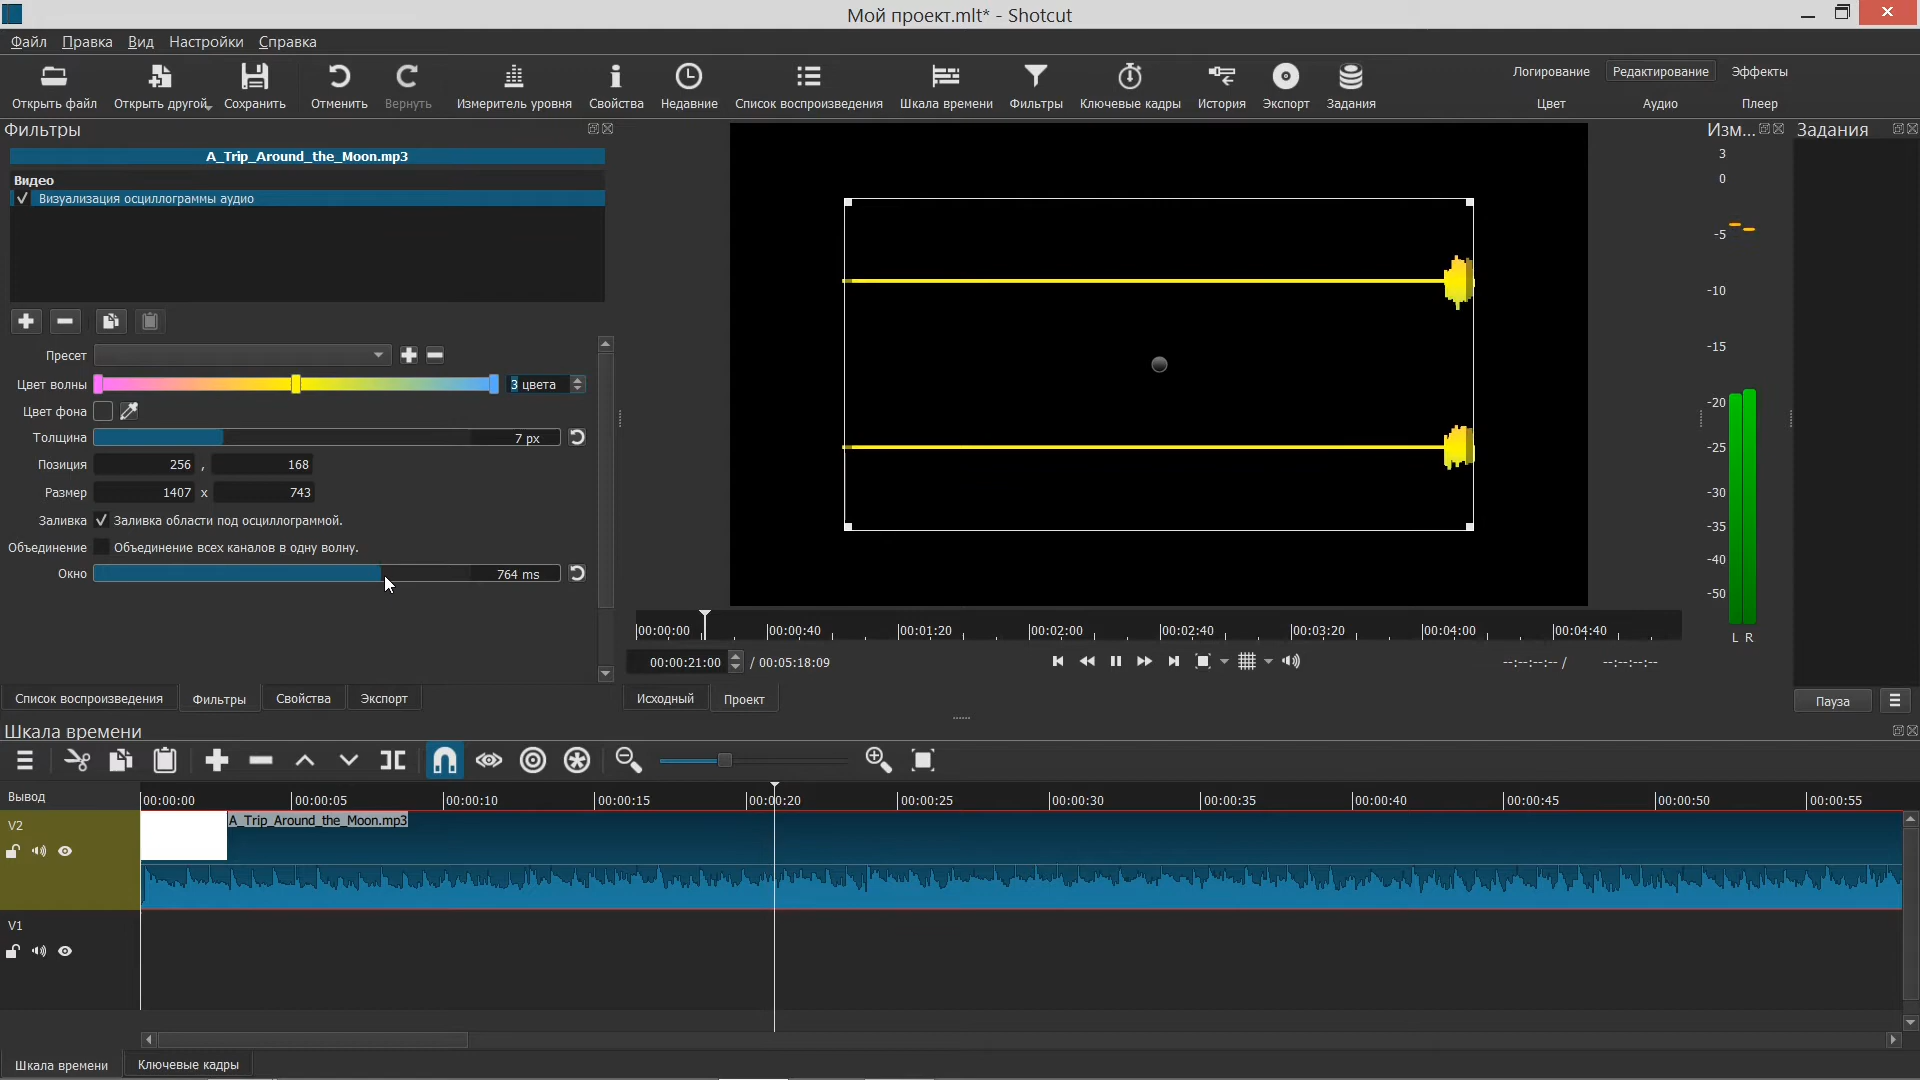 Мой проект.mlt* - Shotcut
Файл Правка Вид Настройки Справка
Открыть файл Открыть другой Сохранить Отменить Вернуть Измеритель уровня Свойства Недавние Список воспроизведения Шкала времени Фильтры Ключевые кадры История Экспорт Задания
Логирование Редактирование Эффекты
Цвет Аудио Плеер
Фильтры
A_Trip_Around_the_Moon.mp3
Видео
Визуализация осциллограммы аудио
Пресет
Цвет волны 3 цвета
Цвет фона
Толщина 7 px
Позиция 256 , 168
Размер 1407 x 743
Заливка Заливка области под осциллограммой.
Объединение Объединение всех каналов в одну волну.
Окно 764 ms
Список воспроизведения Фильтры Свойства Экспорт
00:00:00 00:00:40 00:01:20 00:02:00 00:02:40 00:03:20 00:04:00 00:04:40
00:00:21:00 / 00:05:18:09
--:--:--:-- / --:--:--:--
Исходный Проект
Изм...
3
0
-5
-10
-15
-20
-25
-30
-35
-40
-50
L R
Задания
Пауза
Шкала времени
Вывод
00:00:00 00:00:05 00:00:10 00:00:15 00:00:20 00:00:25 00:00:30 00:00:35 00:00:40 00:00:45 00:00:50 00:00:55
V2
A_Trip_Around_the_Moon.mp3
V1
Шкала времени Ключевые кадры